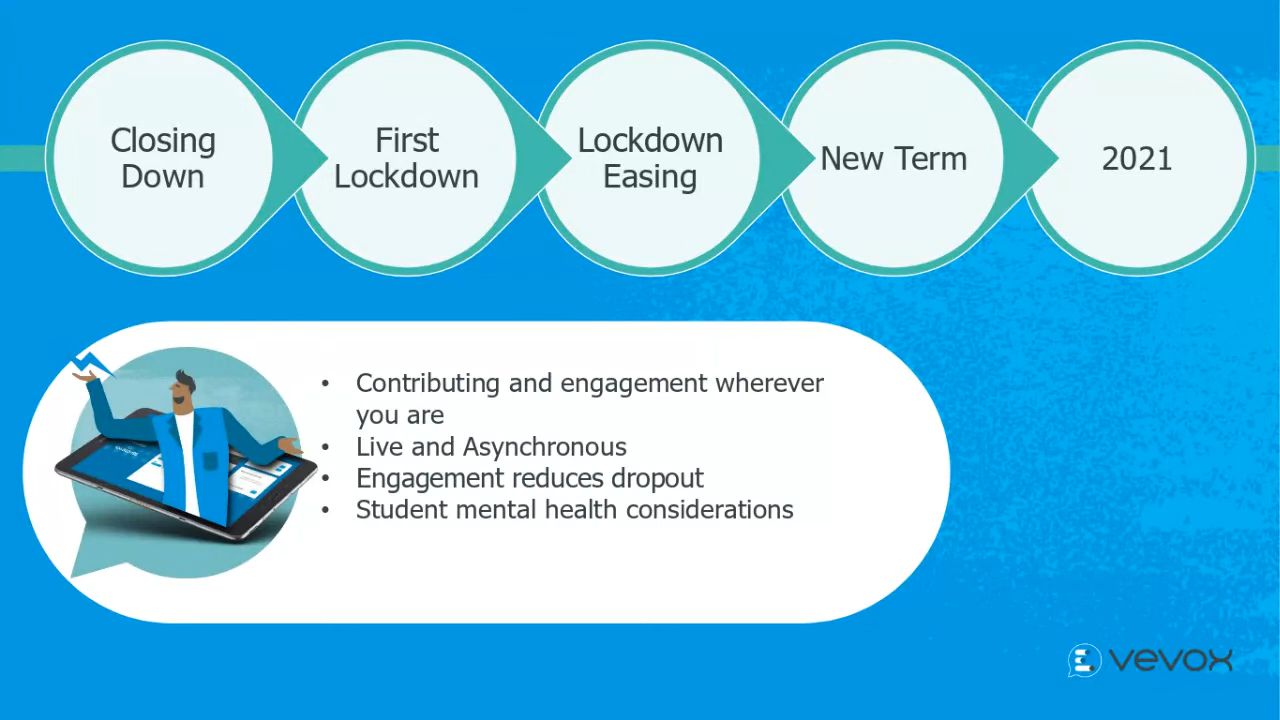 Closing
Down
First
Lockdown
Lockdown
Easing
New Term
2021
• Contributing and engagement wherever
you are
• Live and Asynchronous
• Engagement reduces dropout
• Student mental health considerations
vevox